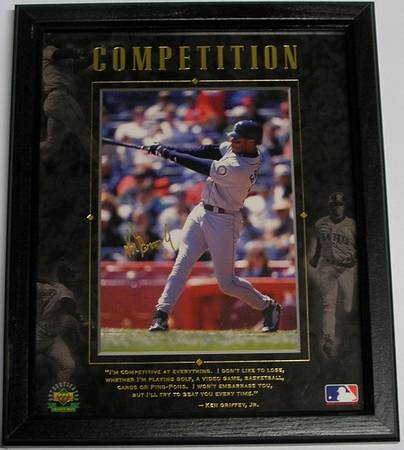 COMPETITION
"I'M COMPETITIVE AT EVERYTHING. I DON'T LIKE TO LOSE,
WHETHER I'M PLAYING GOLF, A VIDEO GAME, BASKETBALL,
CARDS OR PING-PONG. I WON'T EMBARRASS YOU,
BUT I'LL TRY TO BEAT YOU EVERY TIME."
— KEN GRIFFEY, JR.